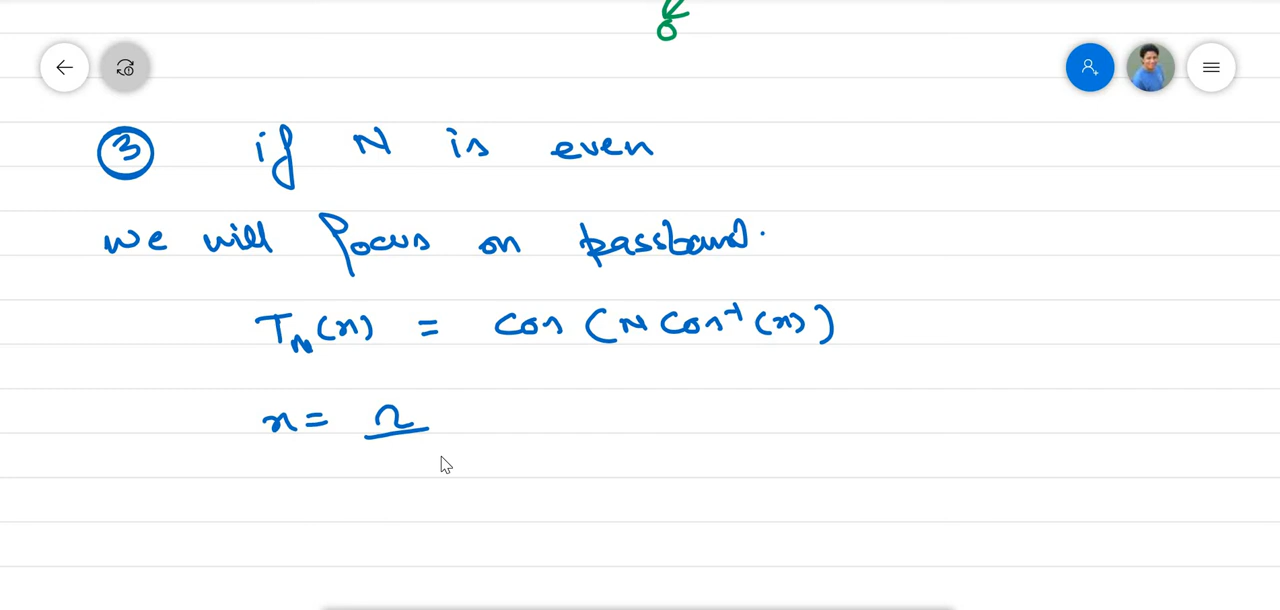 ③ if N is even
we will focus on passband.
T_N(x) = cos(N cos⁻¹(x))
x = Ω